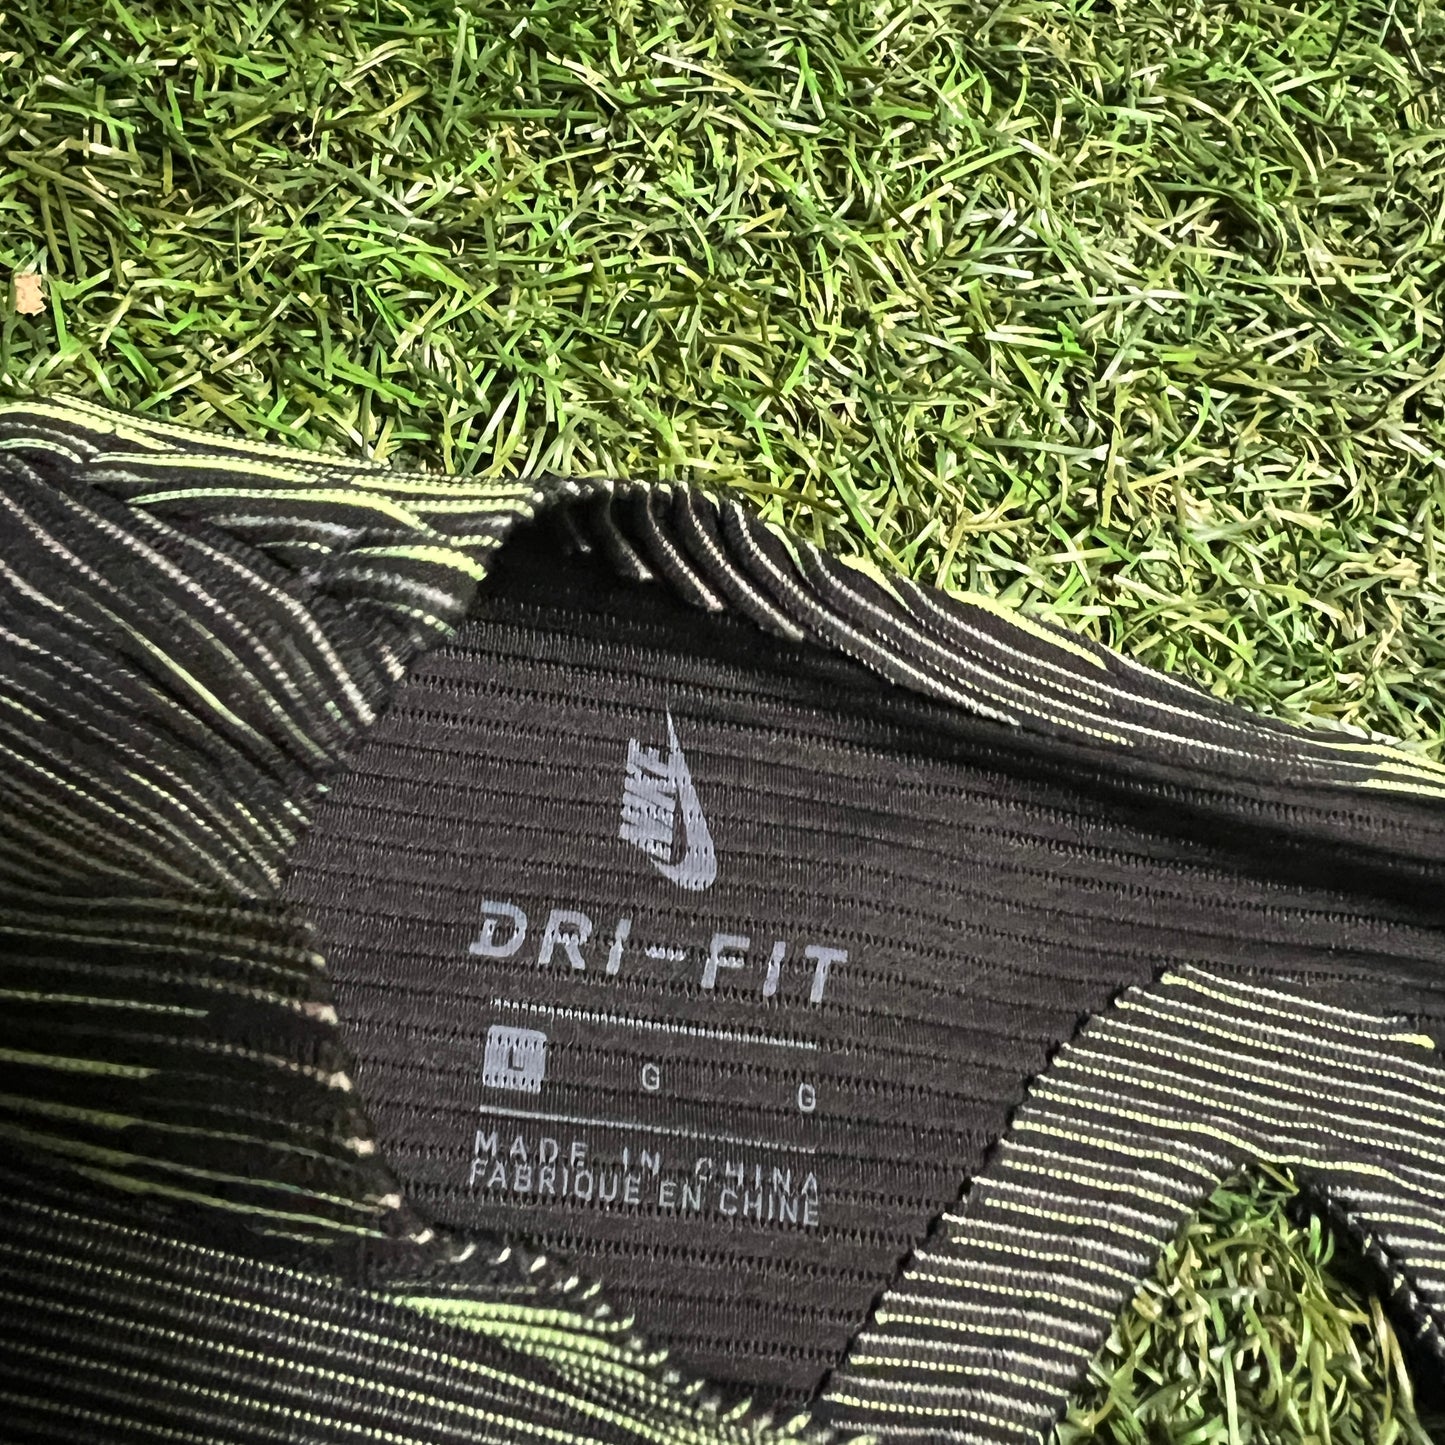 NIKE
DRI-FIT
L G G
MADE IN CHINA
FABRIQUE EN CHINE